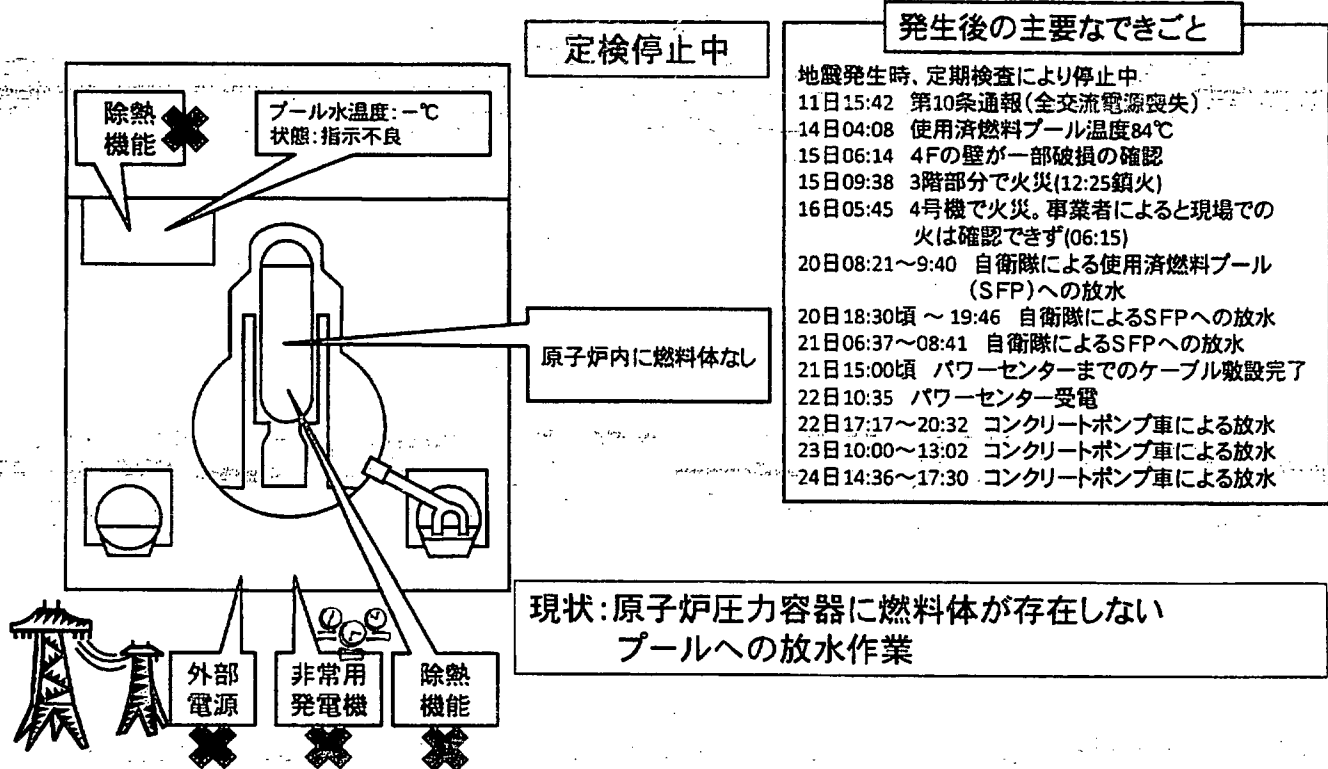 定検停止中
除熱
機能
プール水温度:－℃
状態:指示不良
原子炉内に燃料体なし
外部
電源
非常用
発電機
除熱
機能
発生後の主要なできごと
地震発生時、定期検査により停止中
11日15:42 第10条通報(全交流電源喪失)
14日04:08 使用済燃料プール温度84℃
15日06:14 4Fの壁が一部破損の確認
15日09:38 3階部分で火災(12:25鎮火)
16日05:45 4号機で火災。事業者によると現場での
火は確認できず(06:15)
20日08:21～9:40 自衛隊による使用済燃料プール
(SFP)への放水
20日18:30頃 ～ 19:46 自衛隊によるSFPへの放水
21日06:37～08:41 自衛隊によるSFPへの放水
21日15:00頃 パワーセンターまでのケーブル敷設完了
22日10:35 パワーセンター受電
22日17:17～20:32 コンクリートポンプ車による放水
23日10:00～13:02 コンクリートポンプ車による放水
24日14:36～17:30 コンクリートポンプ車による放水
現状:原子炉圧力容器に燃料体が存在しない
プールへの放水作業